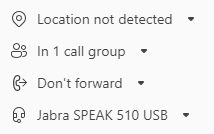 Location not detected
In 1 call group
Don't forward
Jabra SPEAK 510 USB